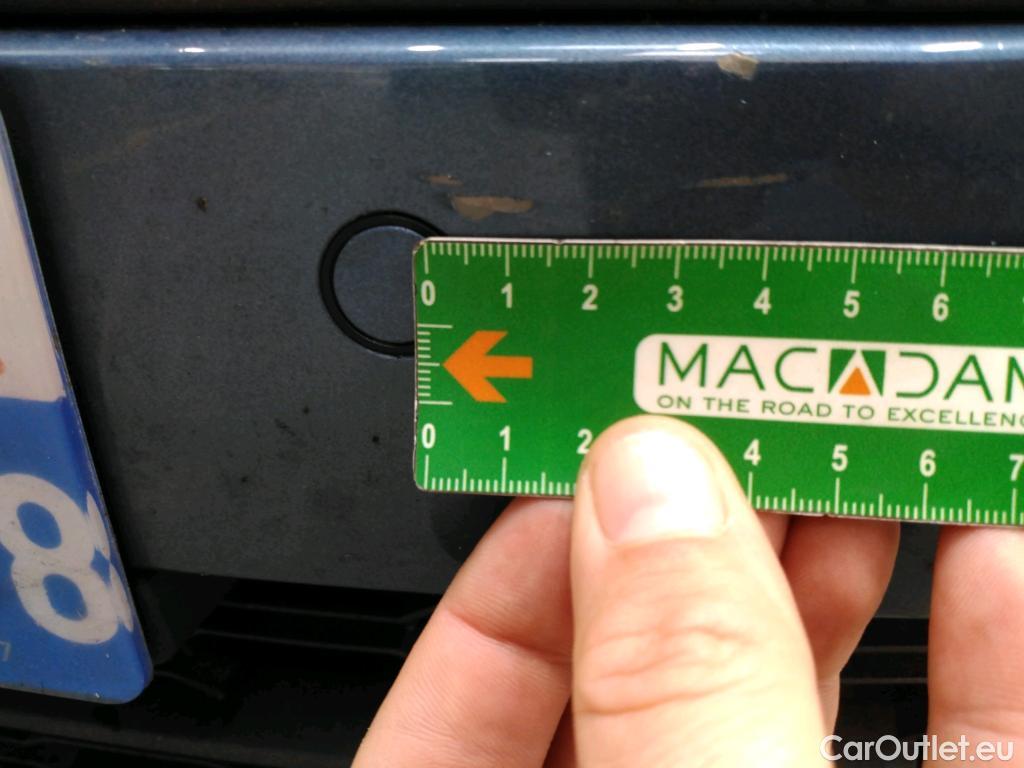 0 1 2 3 4 5 6
MACADAM
ON THE ROAD TO EXCELLENC
0 1 2 4 5 6 7
8
CarOutlet.eu